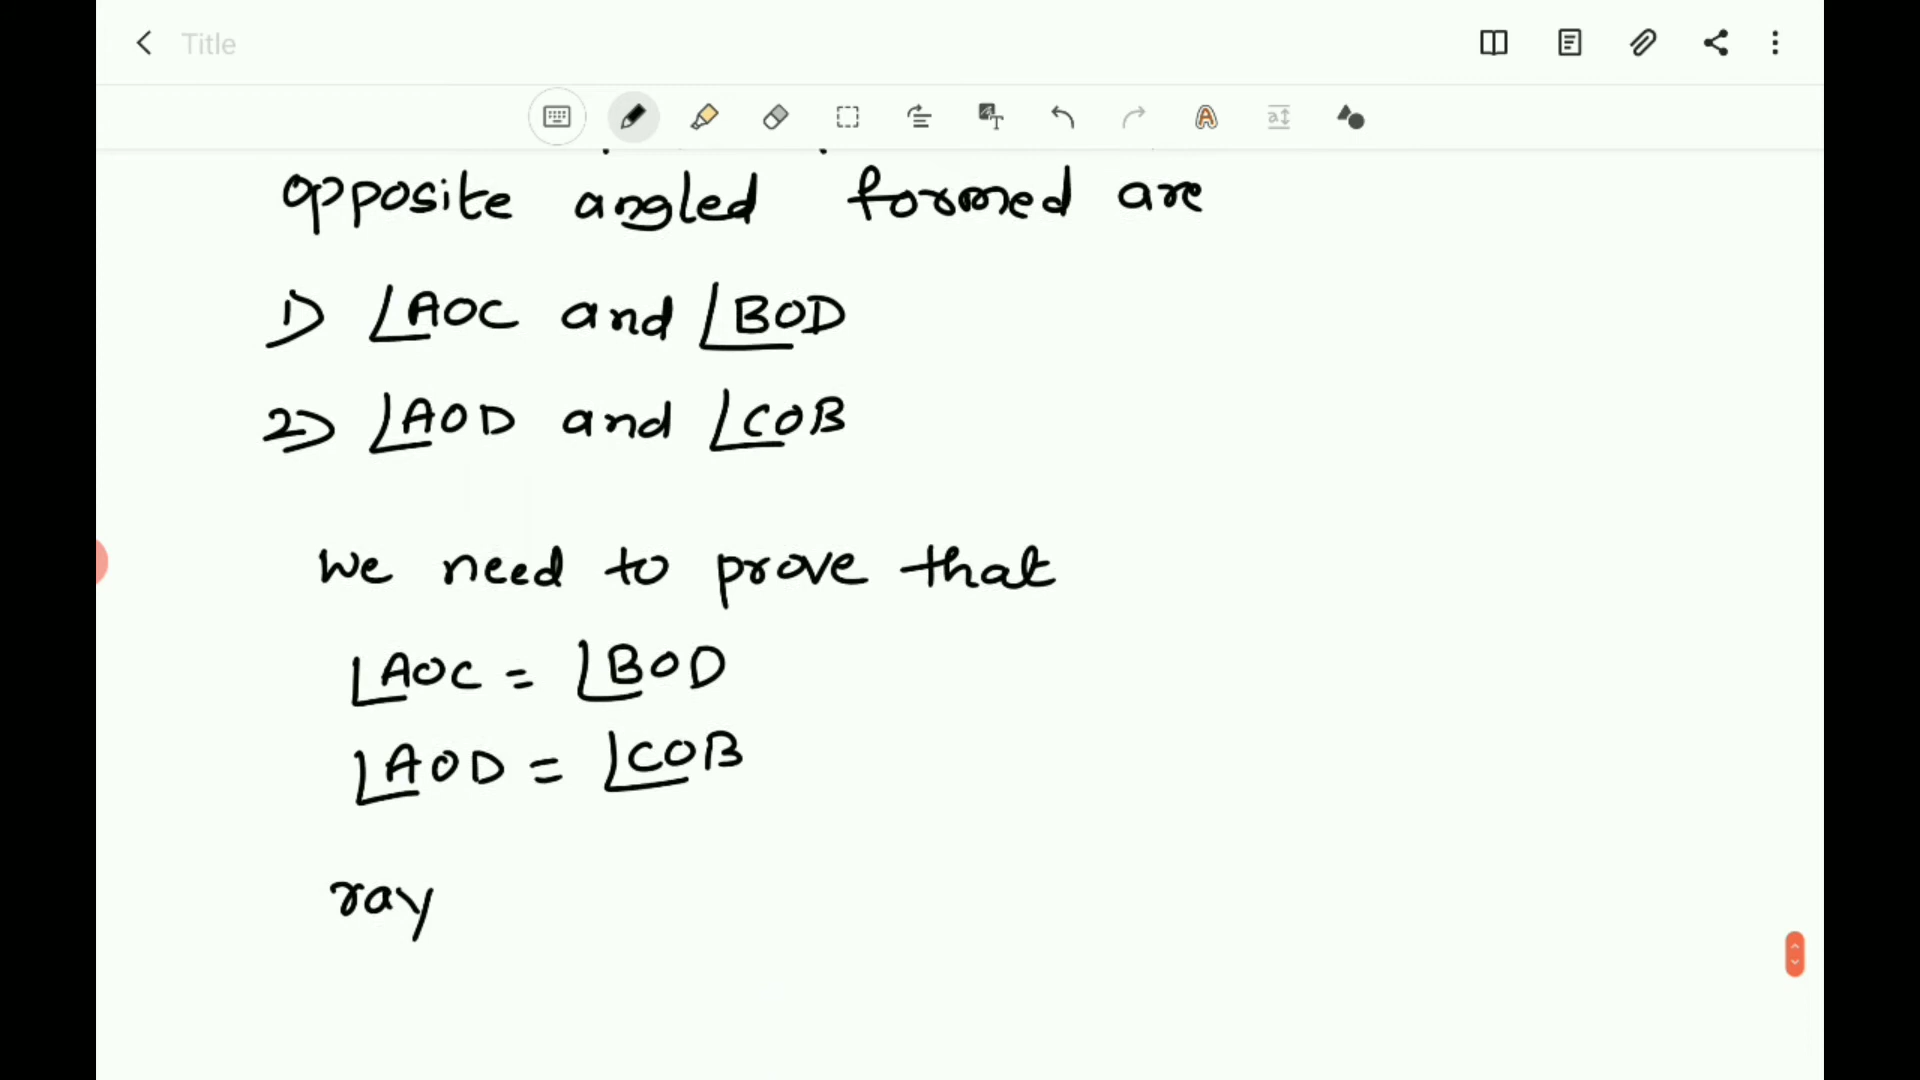 Title
opposite angled formed are
1) ∠AOC and ∠BOD
2) ∠AOD and ∠COB
We need to prove that
∠AOC = ∠BOD
∠AOD = ∠COB
ray